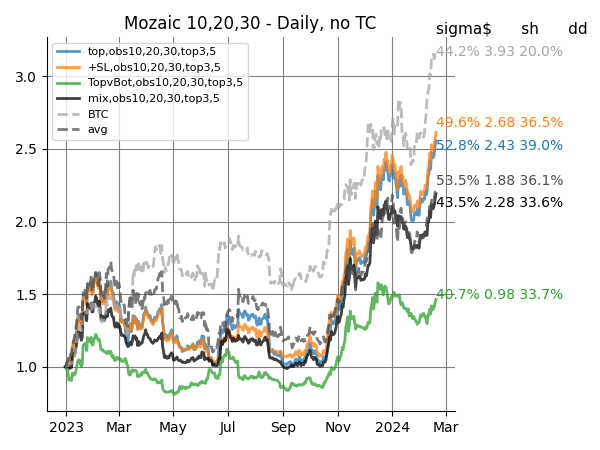 Mozaic 10,20,30 - Daily, no TC
sigma$ sh dd
top,obs10,20,30,top3,5
+SL,obs10,20,30,top3,5
TopvBot,obs10,20,30,top3,5
mix,obs10,20,30,top3,5
BTC
avg
44.2% 3.93 20.0%
49.6% 2.68 36.5%
52.8% 2.43 39.0%
53.5% 1.88 36.1%
43.5% 2.28 33.6%
40.7% 0.98 33.7%
3.0
2.5
2.0
1.5
1.0
2023 Mar May Jul Sep Nov 2024 Mar